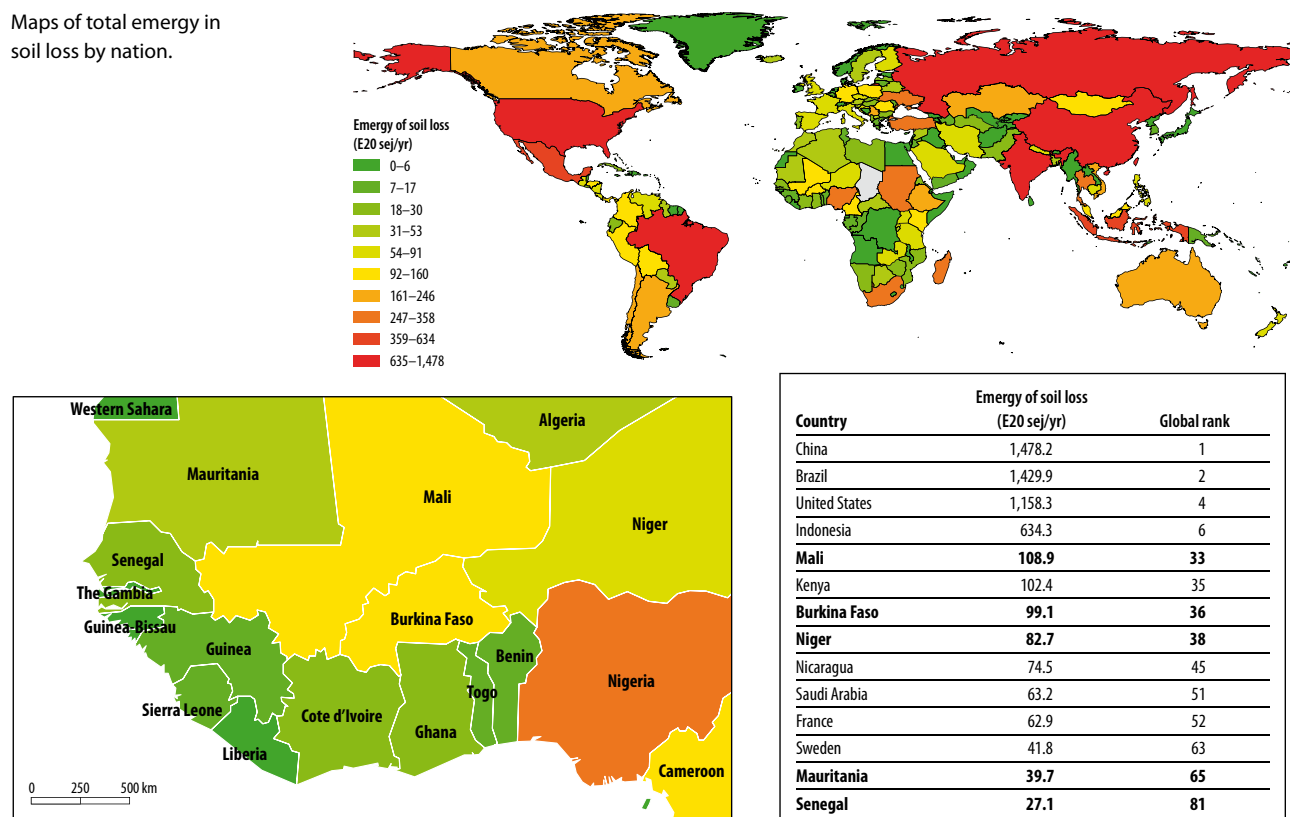 Maps of total emergy in
soil loss by nation.
Emergy of soil loss
(E20 sej/yr)
0–6
7–17
18–30
31–53
54–91
92–160
161–246
247–358
359–634
635–1,478
Western Sahara
Algeria
Mauritania
Mali
Niger
Senegal
The Gambia
Guinea-Bissau
Burkina Faso
Guinea
Benin
Nigeria
Togo
Sierra Leone
Cote d’Ivoire
Ghana
Liberia
Cameroon
0 250 500 km
Emergy of soil loss
Country (E20 sej/yr) Global rank
China 1,478.2 1
Brazil 1,429.9 2
United States 1,158.3 4
Indonesia 634.3 6
Mali 108.9 33
Kenya 102.4 35
Burkina Faso 99.1 36
Niger 82.7 38
Nicaragua 74.5 45
Saudi Arabia 63.2 51
France 62.9 52
Sweden 41.8 63
Mauritania 39.7 65
Senegal 27.1 81